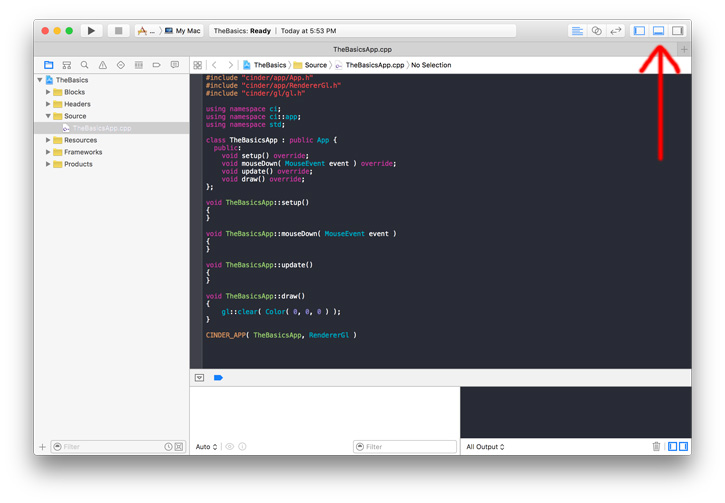 ... My Mac
TheBasics: Ready | Today at 5:53 PM
TheBasicsApp.cpp
TheBasics Source TheBasicsApp.cpp No Selection
TheBasics
Blocks
Headers
Source
TheBasicsApp.cpp
Resources
Frameworks
Products
#include "cinder/app/App.h"
#include "cinder/app/RendererGl.h"
#include "cinder/gl/gl.h"
using namespace ci;
using namespace ci::app;
using namespace std;
class TheBasicsApp : public App {
public:
void setup() override;
void mouseDown( MouseEvent event ) override;
void update() override;
void draw() override;
};
void TheBasicsApp::setup()
{
}
void TheBasicsApp::mouseDown( MouseEvent event )
{
}
void TheBasicsApp::update()
{
}
void TheBasicsApp::draw()
{
gl::clear( Color( 0, 0, 0 ) );
}
CINDER_APP( TheBasicsApp, RendererGl )
Filter
Auto
Filter
All Output